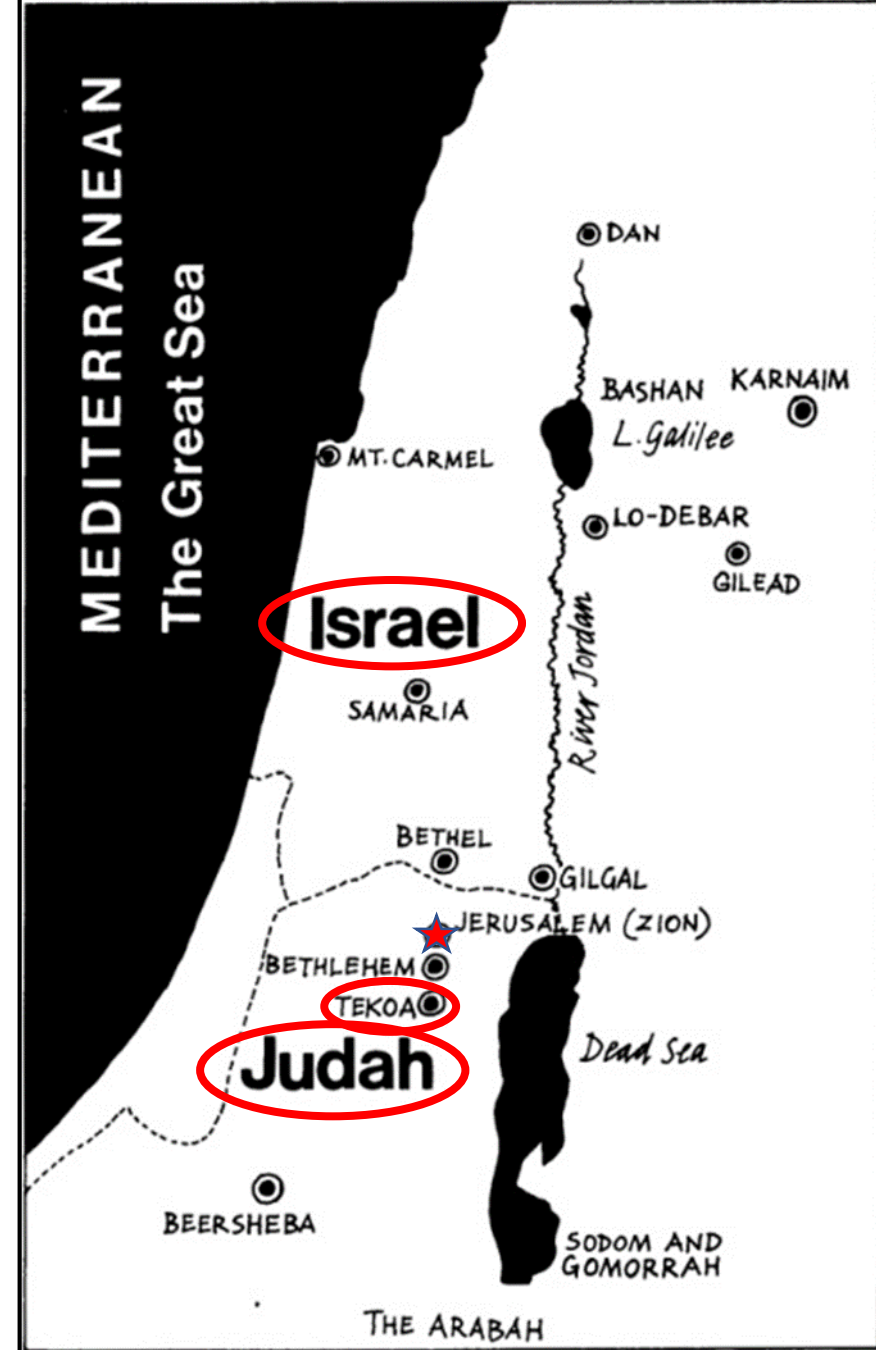 MEDITERRANEAN
The Great Sea
DAN
BASHAN
KARNAIM
L. Galilee
MT. CARMEL
LO-DEBAR
GILEAD
Israel
River Jordan
SAMARIA
BETHEL
GILGAL
JERUSALEM (ZION)
BETHLEHEM
TEKOA
Judah
Dead Sea
BEERSHEBA
SODOM AND
GOMORRAH
THE ARABAH